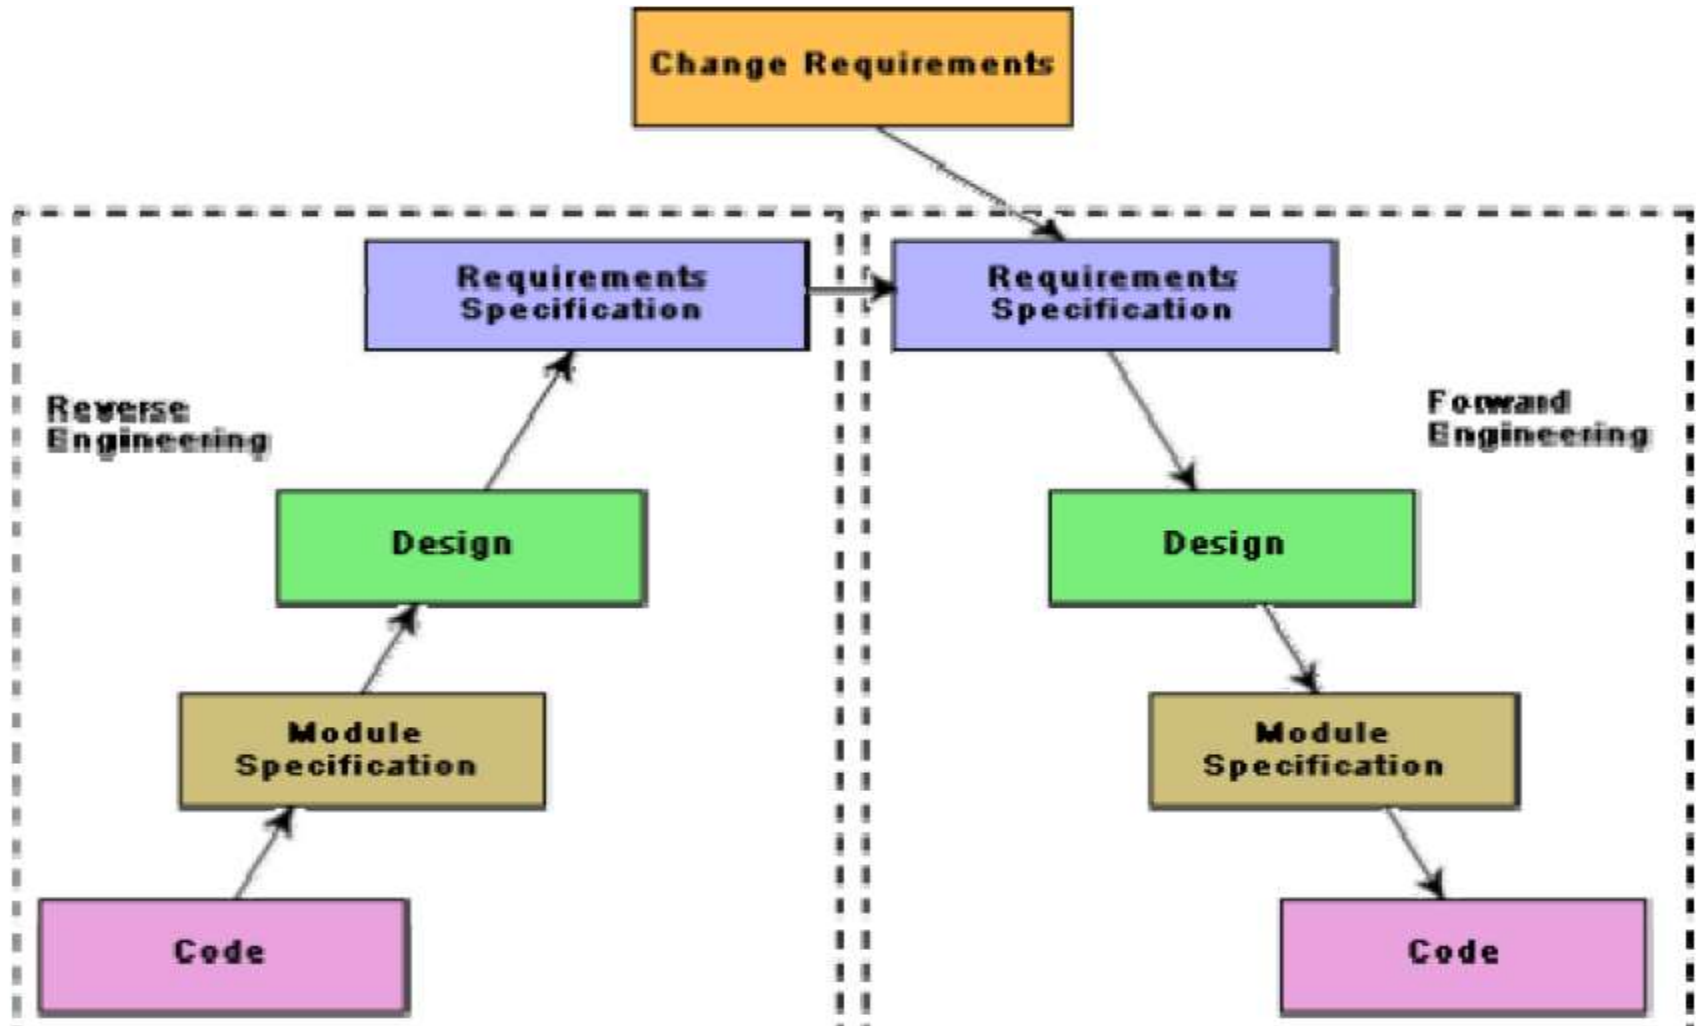 Change Requirements
Requirements
Specification
Requirements
Specification
Reverse
Engineering
Forward
Engineering
Design
Design
Module
Specification
Module
Specification
Code
Code